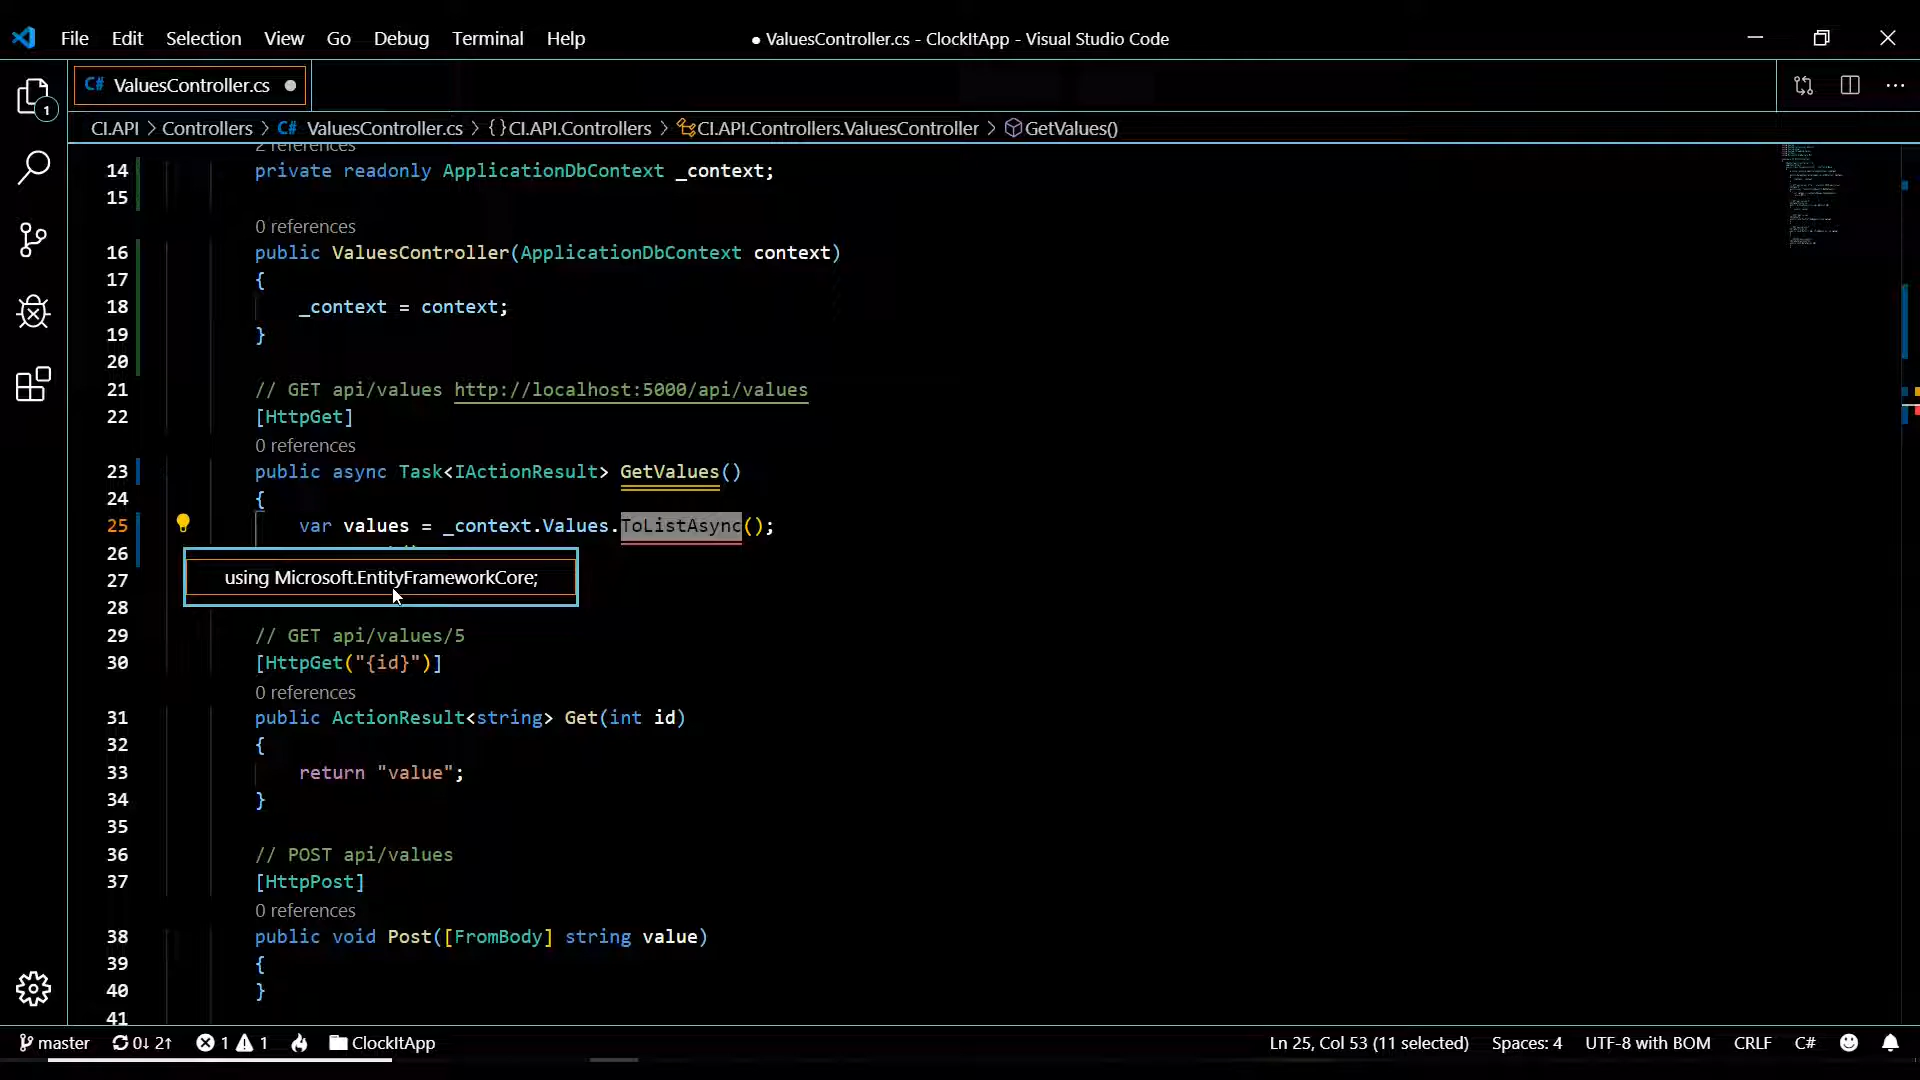 File Edit Selection View Go Debug Terminal Help
● ValuesController.cs - ClockItApp - Visual Studio Code
C# ValuesController.cs ●
1
CI.API > Controllers > C# ValuesController.cs > {} CI.API.Controllers > CI.API.Controllers.ValuesController > GetValues()
2 references
14 private readonly ApplicationDbContext _context;
15
0 references
16 public ValuesController(ApplicationDbContext context)
17 {
18 _context = context;
19 }
20
21 // GET api/values http://localhost:5000/api/values
22 [HttpGet]
0 references
23 public async Task<IActionResult> GetValues()
24 {
25 var values = _context.Values.ToListAsync();
26
using Microsoft.EntityFrameworkCore;
27
28
29 // GET api/values/5
30 [HttpGet("{id}")]
0 references
31 public ActionResult<string> Get(int id)
32 {
33 return "value";
34 }
35
36 // POST api/values
37 [HttpPost]
0 references
38 public void Post([FromBody] string value)
39 {
40 }
41
master 0↓ 2↑ 1 1 ClockItApp
Ln 25, Col 53 (11 selected) Spaces: 4 UTF-8 with BOM CRLF C#